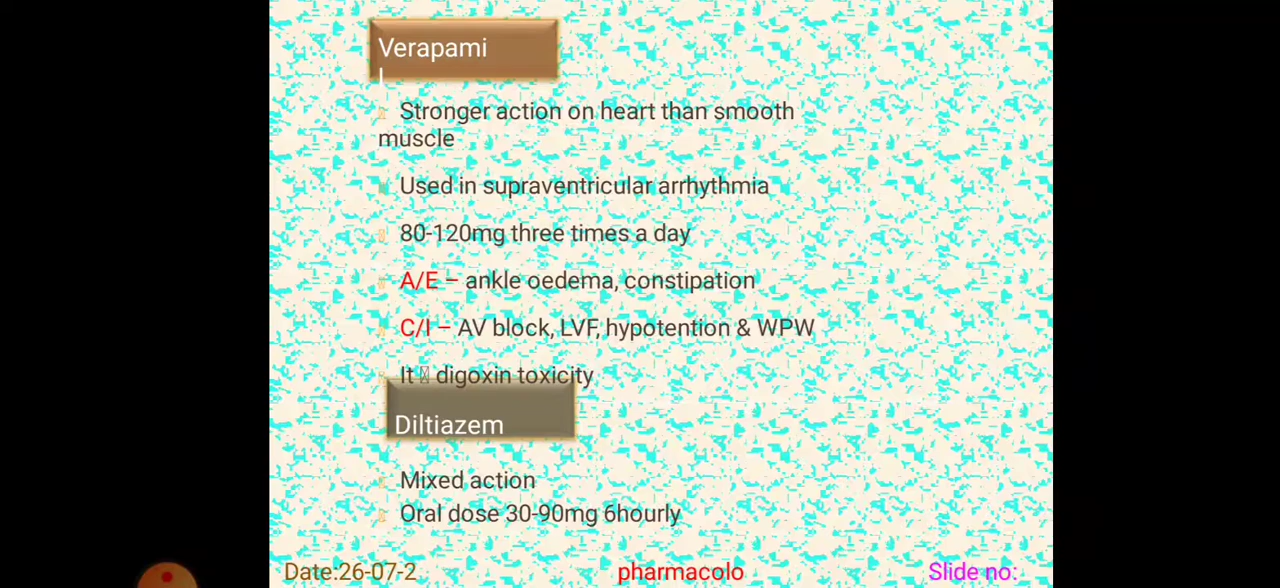 Verapami
l
Stronger action on heart than smooth
muscle
Used in supraventricular arrhythmia
80-120mg three times a day
A/E – ankle oedema, constipation
C/I – AV block, LVF, hypotention & WPW
It digoxin toxicity
Diltiazem
Mixed action
Oral dose 30-90mg 6hourly
Date:26-07-2 pharmacolo Slide no: